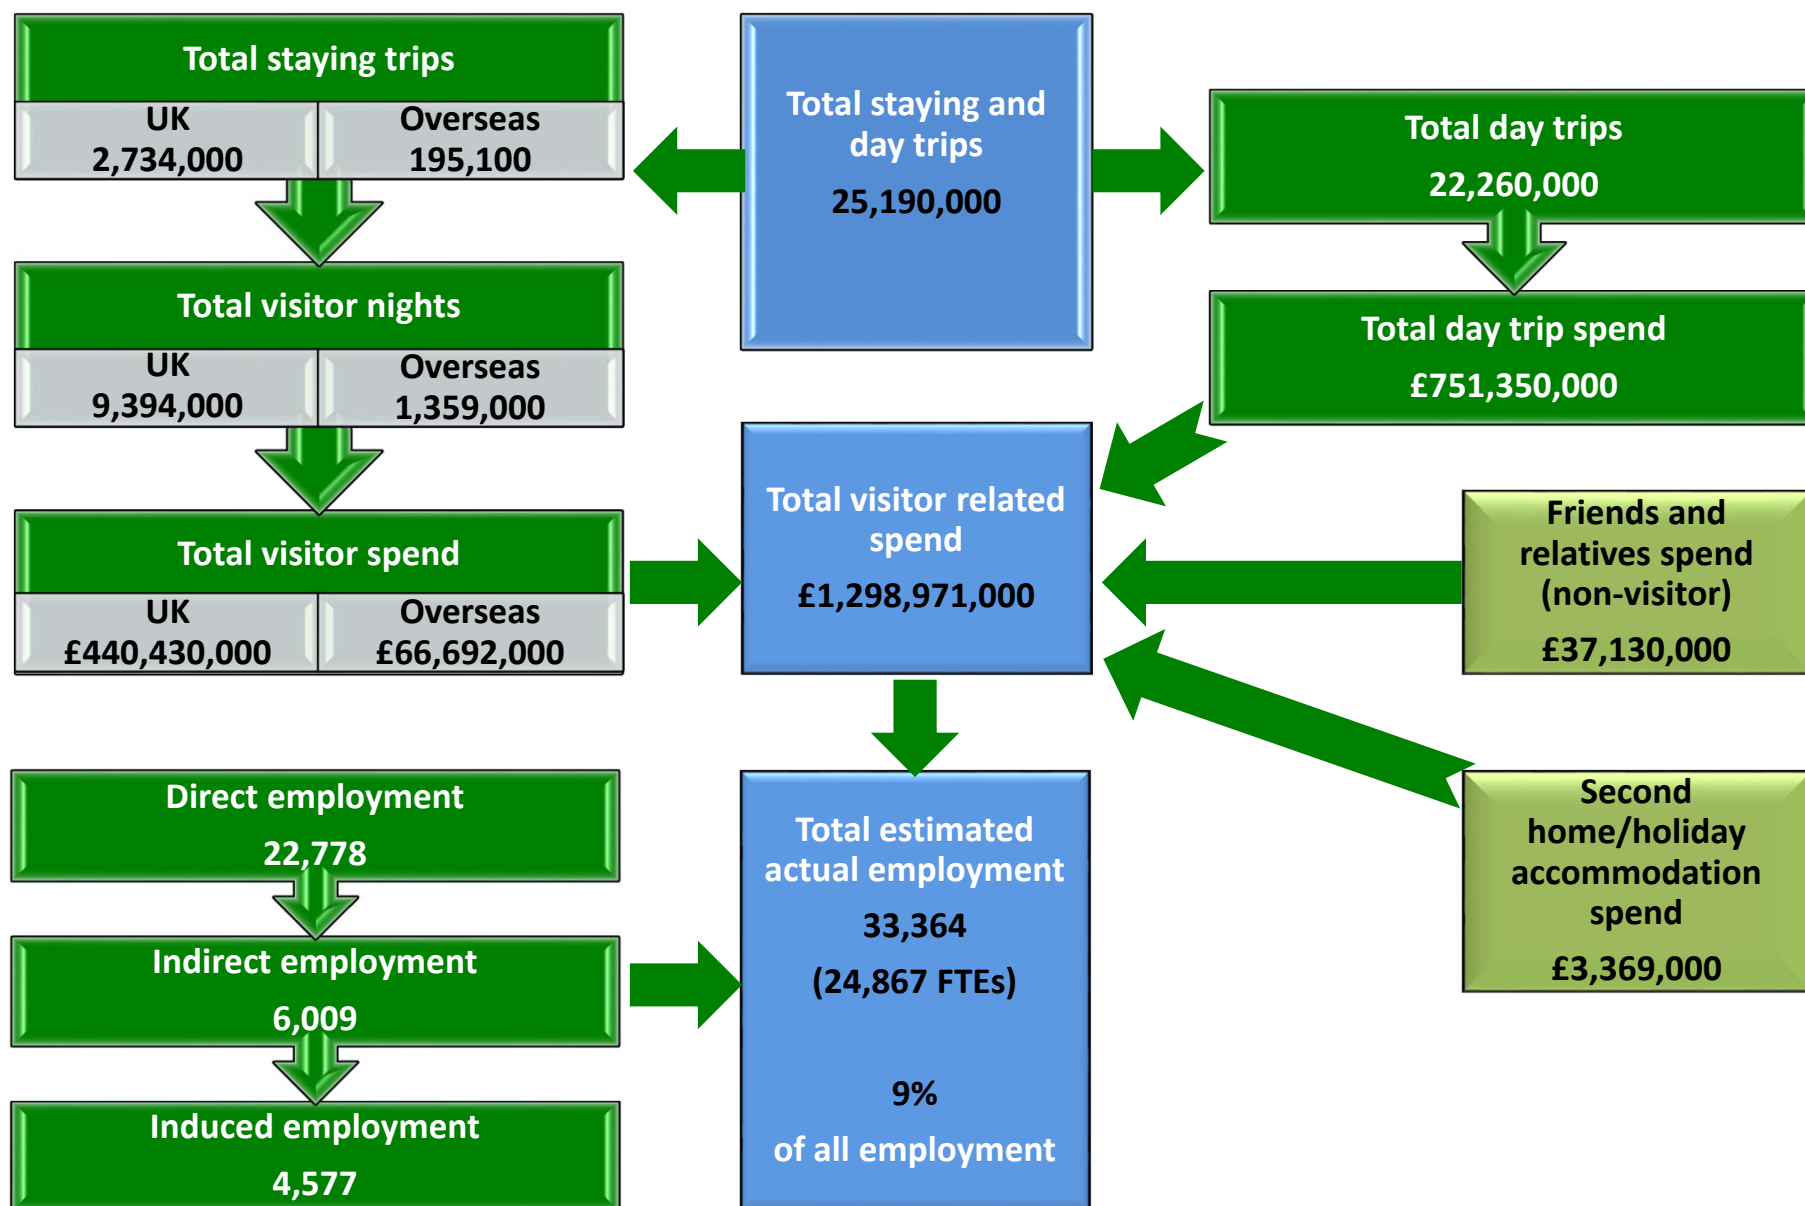 Total staying trips
UK
2,734,000
Overseas
195,100
Total visitor nights
UK
9,394,000
Overseas
1,359,000
Total visitor spend
UK
£440,430,000
Overseas
£66,692,000
Direct employment
22,778
Indirect employment
6,009
Induced employment
4,577
Total staying and
day trips
25,190,000
Total visitor related
spend
£1,298,971,000
Total estimated
actual employment
33,364
(24,867 FTEs)
9%
of all employment
Total day trips
22,260,000
Total day trip spend
£751,350,000
Friends and
relatives spend
(non-visitor)
£37,130,000
Second
home/holiday
accommodation
spend
£3,369,000